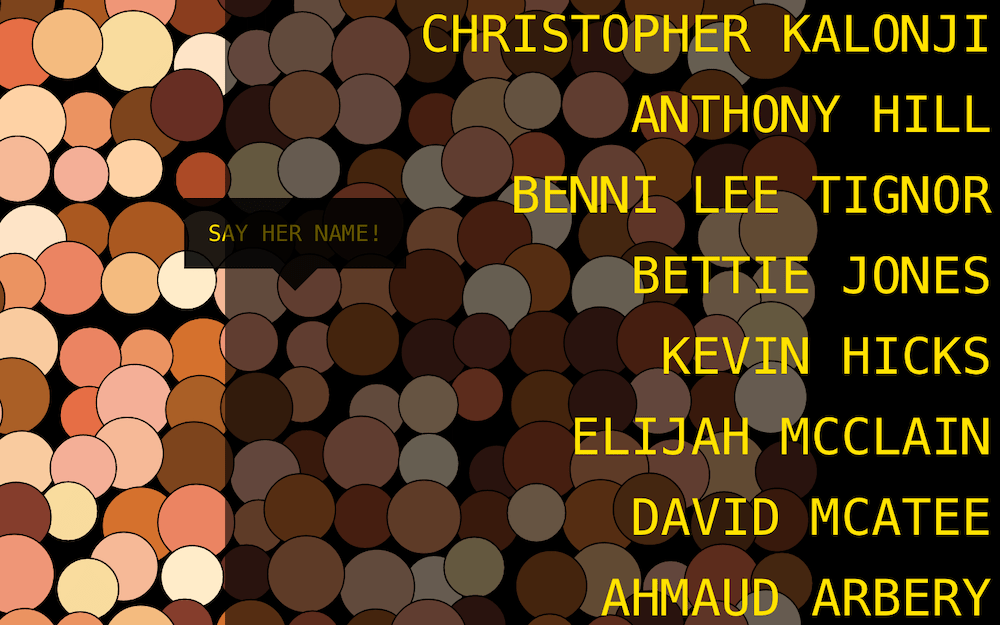 CHRISTOPHER KALONJI
ANTHONY HILL
BENNI LEE TIGNOR
SAY HER NAME!
BETTIE JONES
KEVIN HICKS
ELIJAH MCCLAIN
DAVID MCATEE
AHMAUD ARBERY